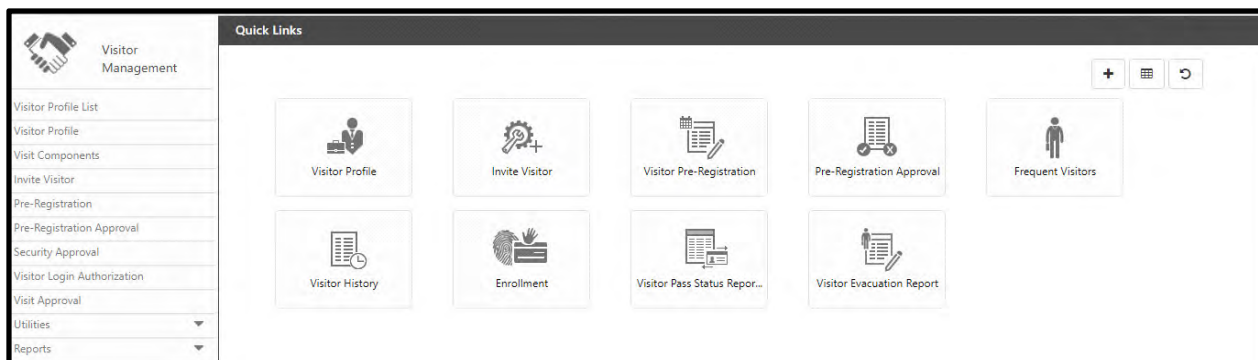 Visitor
Management
Visitor Profile List
Visitor Profile
Visit Components
Invite Visitor
Pre-Registration
Pre-Registration Approval
Security Approval
Visitor Login Authorization
Visit Approval
Utilities
Reports
Quick Links
Visitor Profile
Invite Visitor
Visitor Pre-Registration
Pre-Registration Approval
Frequent Visitors
Visitor History
Enrollment
Visitor Pass Status Repor...
Visitor Evacuation Report